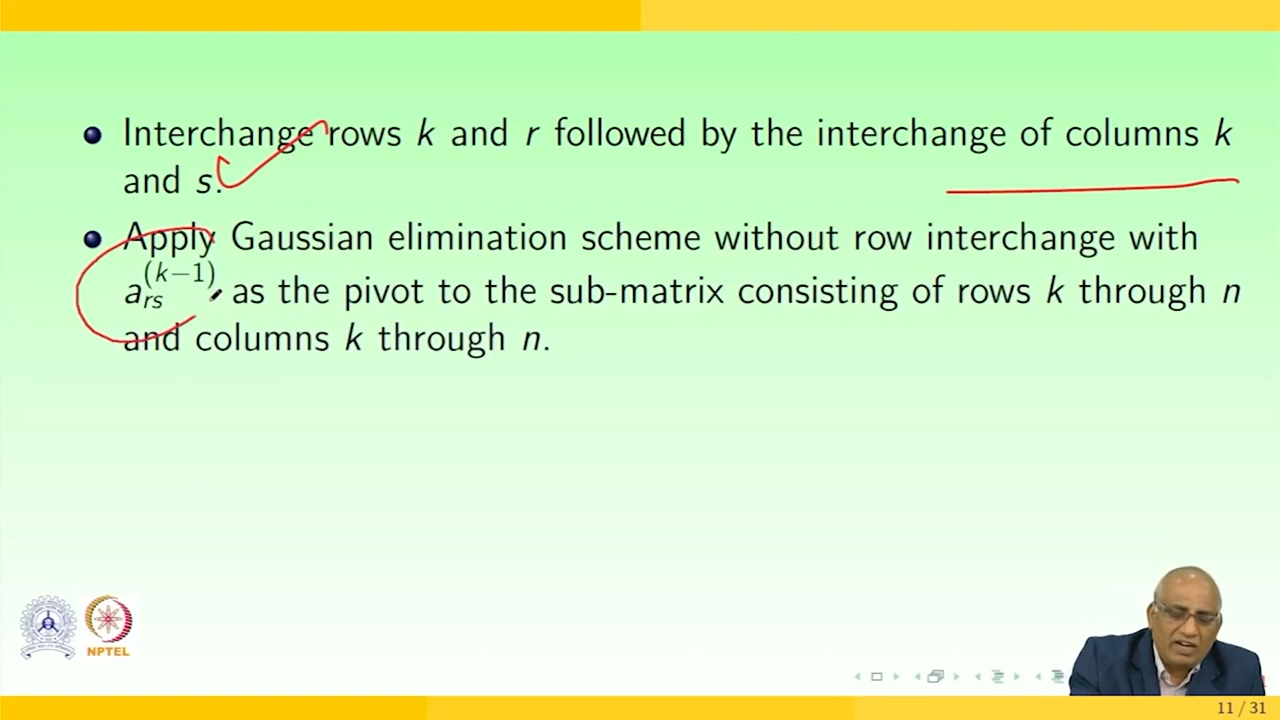 Interchange rows k and r followed by the interchange of columns k
and s.
Apply Gaussian elimination scheme without row interchange with
a_{rs}^{(k−1)} as the pivot to the sub-matrix consisting of rows k through n
and columns k through n.
NPTEL
11 / 31